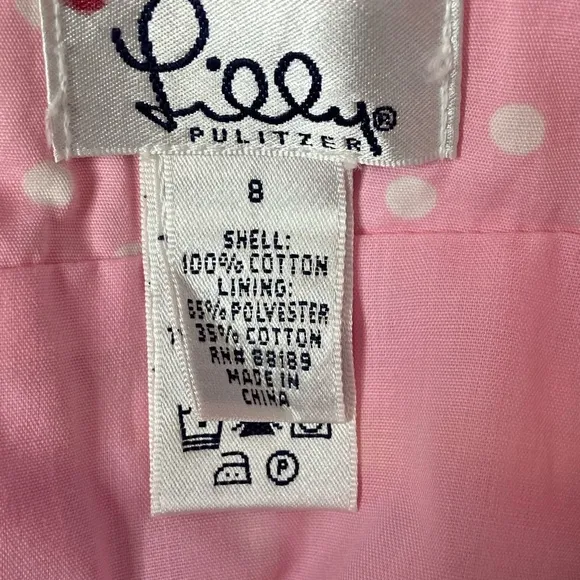 Lilly®
PULITZER
8
SHELL:
100% COTTON
LINING:
65% POLYESTER
35% COTTON
RN# 88189
MADE IN
CHINA
P